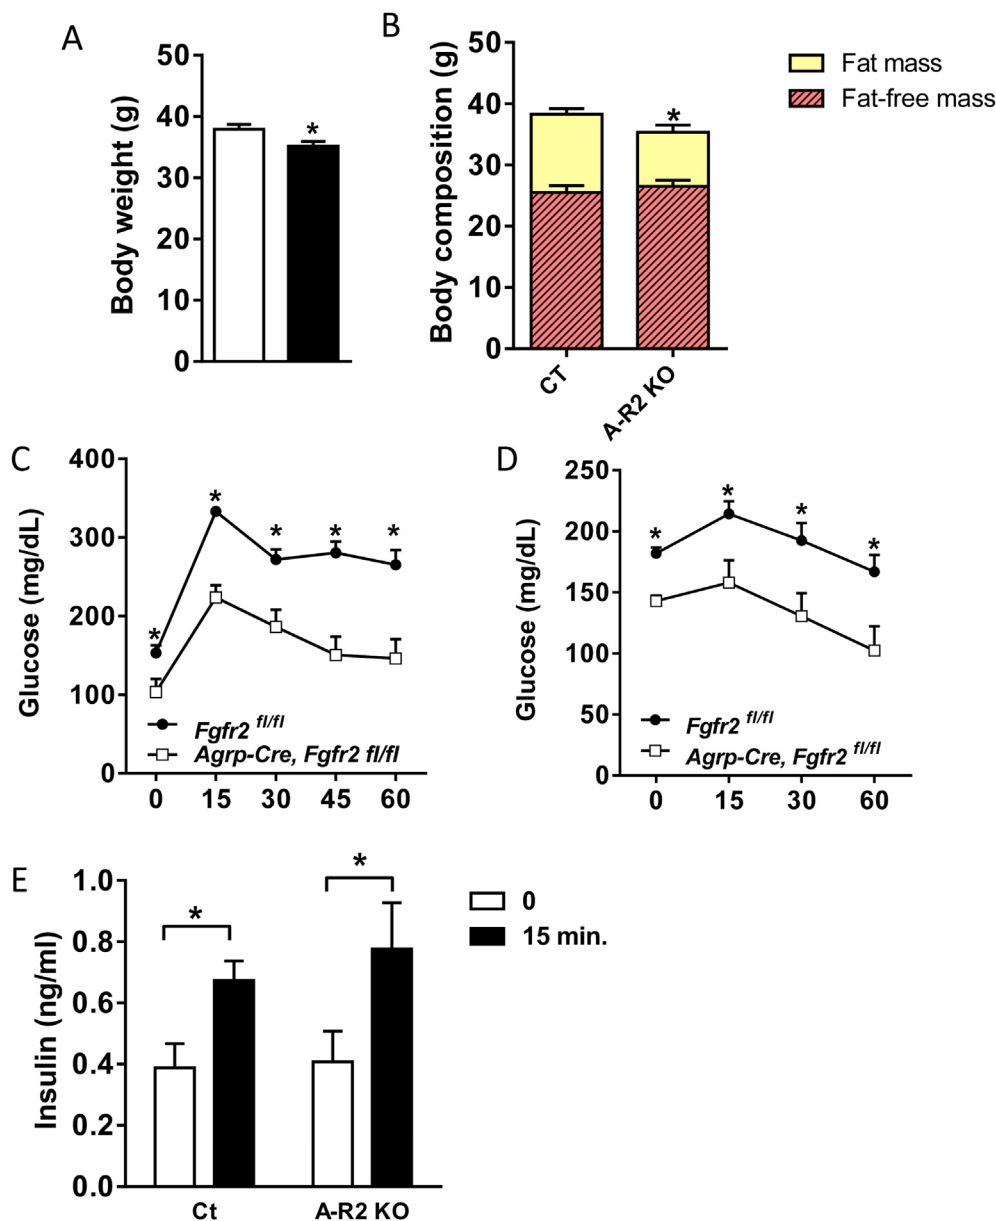 A
Body weight (g)
50
40
30
20
10
0
*
B
Body composition (g)
50
40
30
20
10
0
*
CT
A-R2 KO
Fat mass
Fat-free mass
C
Glucose (mg/dL)
400
300
200
100
0
* * * * *
Fgfr2 fl/fl
Agrp-Cre, Fgfr2 fl/fl
0 15 30 45 60
D
Glucose (mg/dL)
250
200
150
100
50
0
* * * *
Fgfr2 fl/fl
Agrp-Cre, Fgfr2 fl/fl
0 15 30 60
E
Insulin (ng/ml)
1.0
0.8
0.6
0.4
0.2
0.0
* *
Ct A-R2 KO
0
15 min.